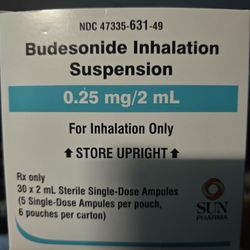 NDC 47335-631-49
Budesonide Inhalation
Suspension
0.25 mg/2 mL
For Inhalation Only
⬆ STORE UPRIGHT ⬆
Rx only
30 x 2 mL Sterile Single-Dose Ampules
(5 Single-Dose Ampules per pouch,
6 pouches per carton)
SUN
PHARMA